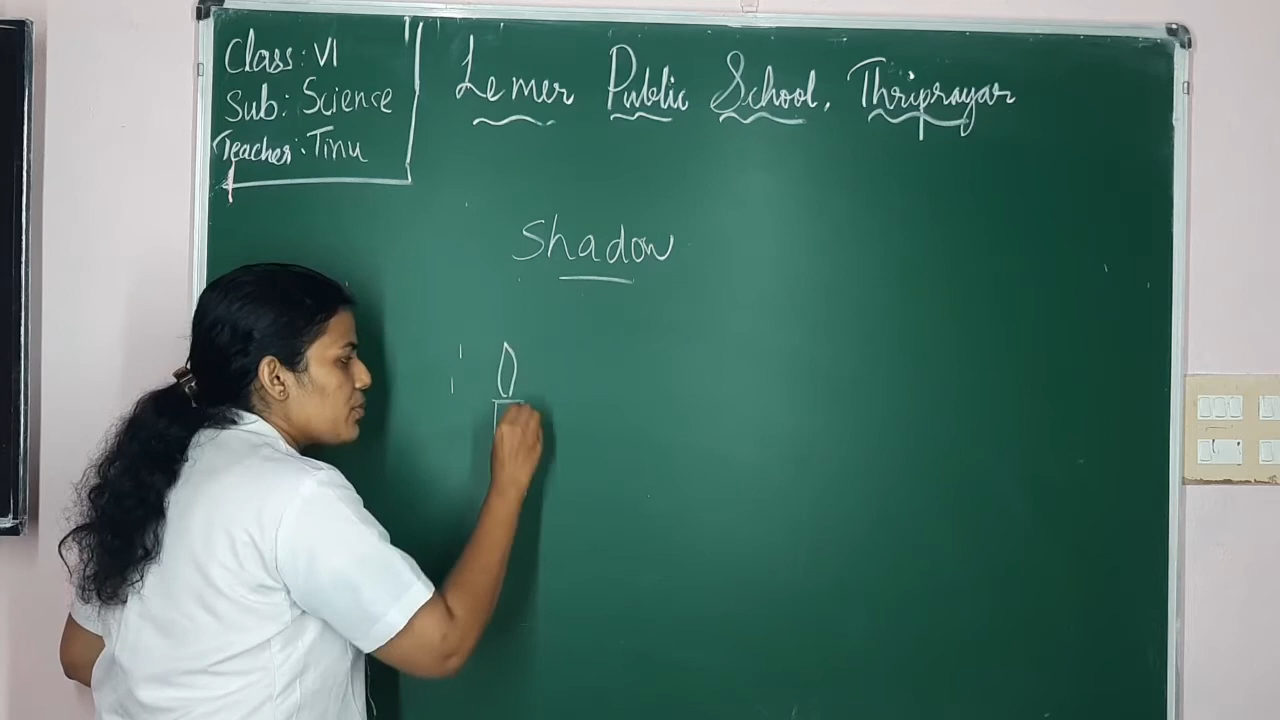 Class: VI
Sub: Science
Teacher: Tinu
Lemer Public School, Thriprayar
Shadow